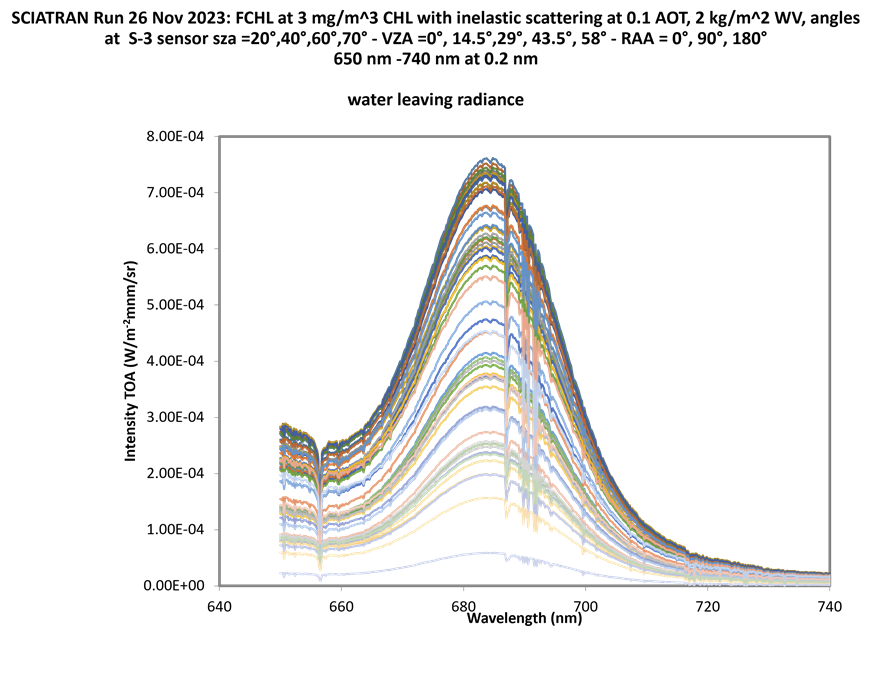 SCIATRAN Run 26 Nov 2023: FCHL at 3 mg/m^3 CHL with inelastic scattering at 0.1 AOT, 2 kg/m^2 WV, angles
at S-3 sensor sza =20°,40°,60°,70° - VZA =0°, 14.5°,29°, 43.5°, 58° - RAA = 0°, 90°, 180°
650 nm -740 nm at 0.2 nm
water leaving radiance
Intensity TOA (W/m⁻²mnm/sr)
8.00E-04
7.00E-04
6.00E-04
5.00E-04
4.00E-04
3.00E-04
2.00E-04
1.00E-04
0.00E+00
640 660 680 700 720 740
Wavelength (nm)